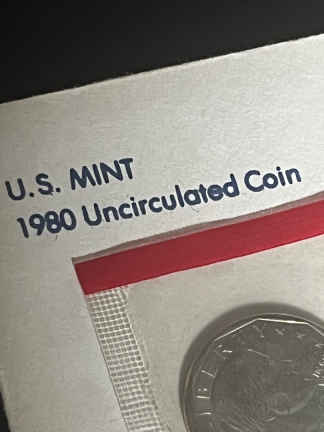 U.S. MINT
1980 Uncirculated Coin
LIBERTY